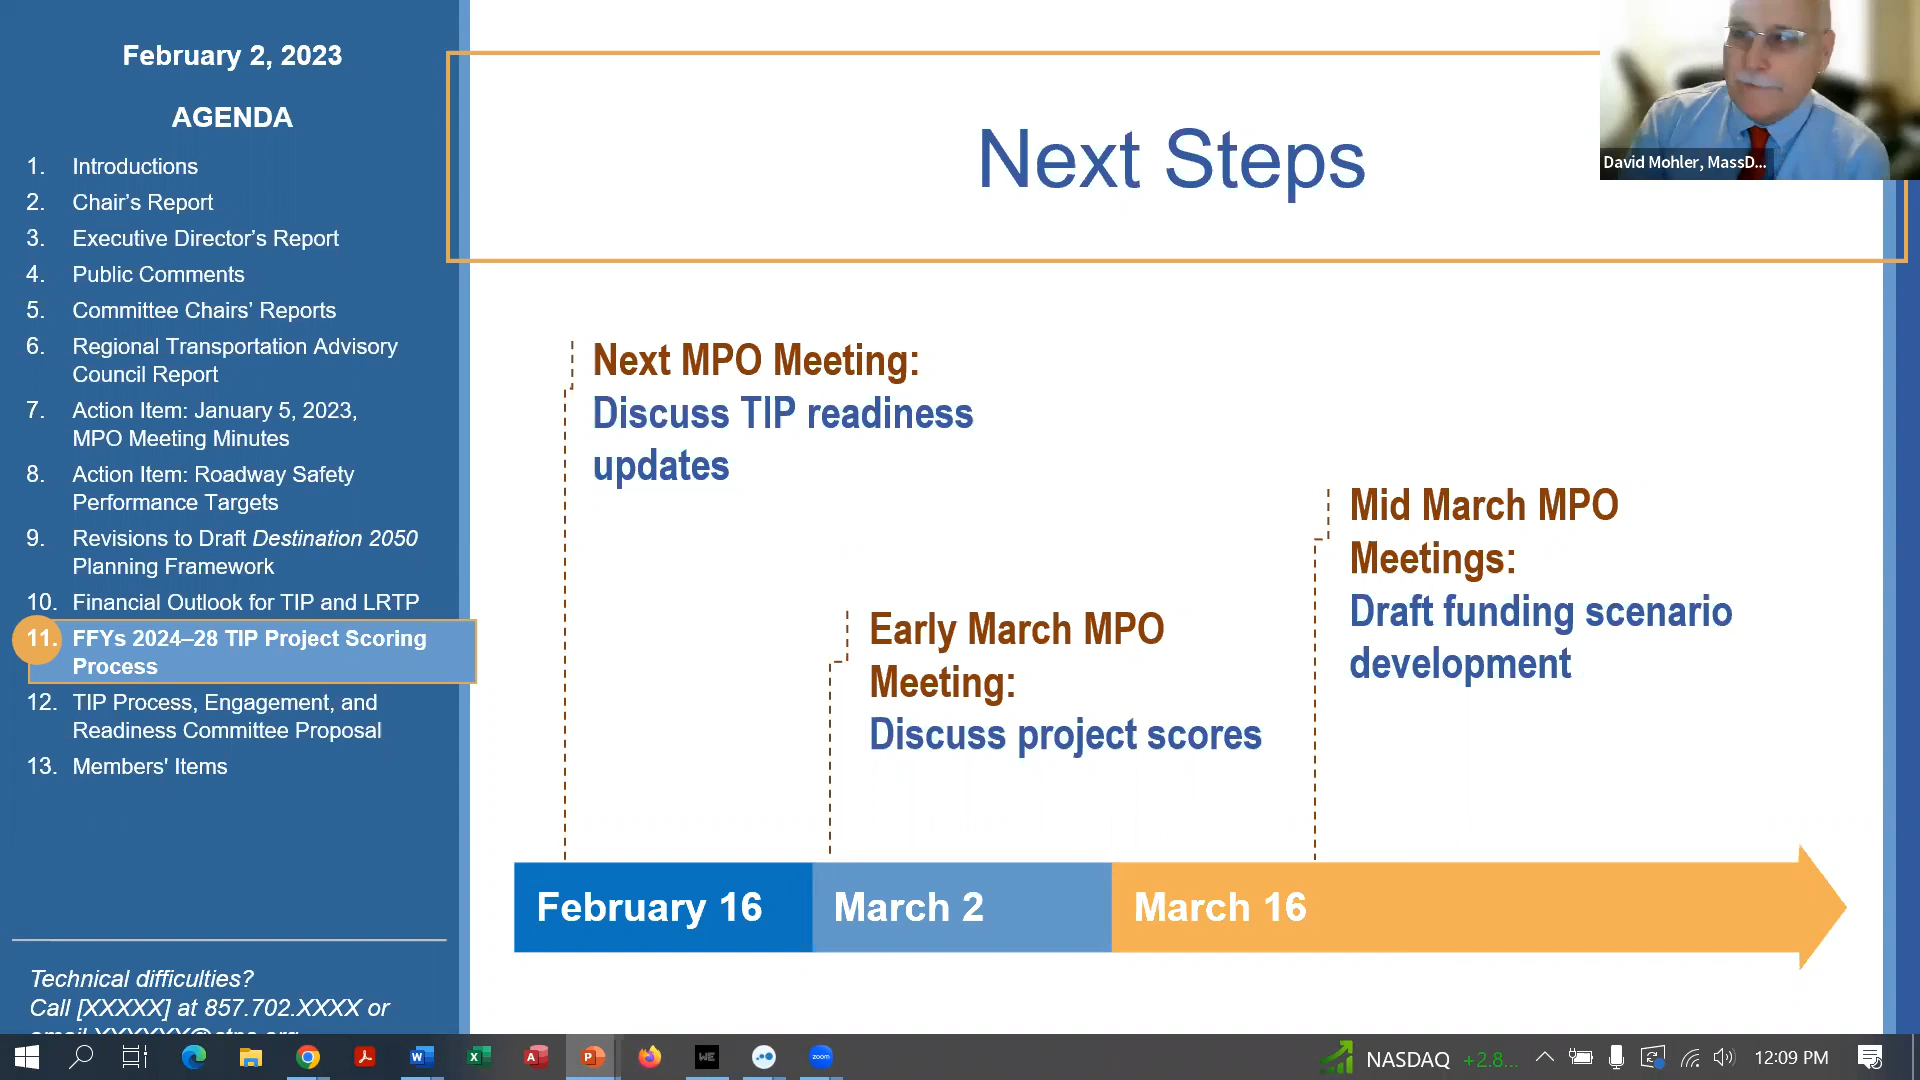 February 2, 2023
AGENDA
1. Introductions
2. Chair's Report
3. Executive Director's Report
4. Public Comments
5. Committee Chairs' Reports
6. Regional Transportation Advisory
Council Report
7. Action Item: January 5, 2023,
MPO Meeting Minutes
8. Action Item: Roadway Safety
Performance Targets
9. Revisions to Draft Destination 2050
Planning Framework
10. Financial Outlook for TIP and LRTP
11. FFYs 2024–28 TIP Project Scoring
Process
12. TIP Process, Engagement, and
Readiness Committee Proposal
13. Members' Items
Technical difficulties?
Call [XXXXX] at 857.702.XXXX or
Next Steps
David Mohler, MassD...
Next MPO Meeting:
Discuss TIP readiness
updates
Early March MPO
Meeting:
Discuss project scores
Mid March MPO
Meetings:
Draft funding scenario
development
February 16
March 2
March 16
WE
zoom
NASDAQ +2.8...
12:09 PM